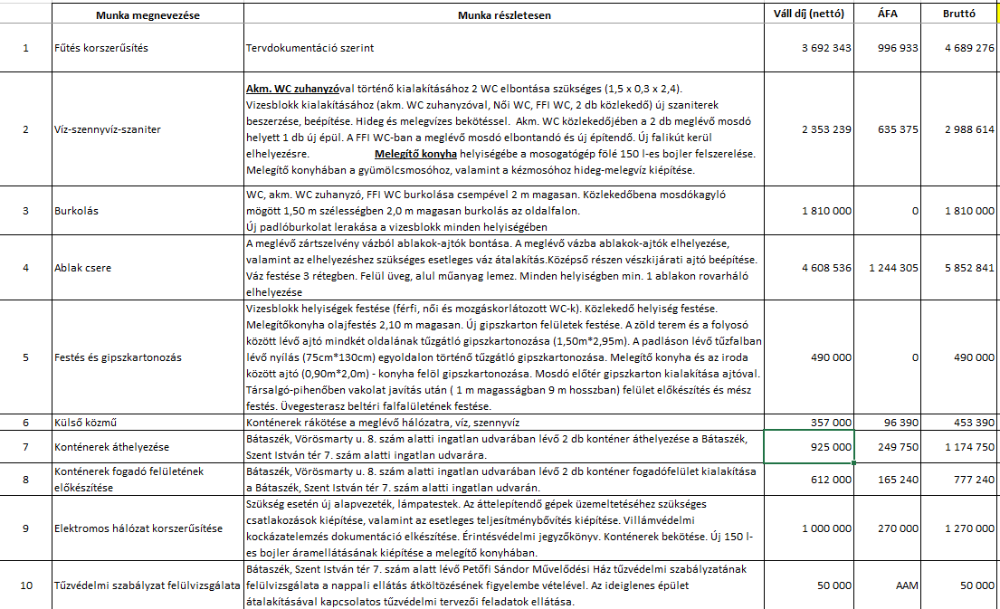 Munka megnevezése Munka részletesen Váll díj (nettó) ÁFA Bruttó
1 Fűtés korszerűsítés Tervdokumentáció szerint 3 692 343 996 933 4 689 276
Akm. WC zuhanyzóval történő kialakításához 2 WC elbontása szükséges (1,5 x 0,3 x 2,4).
Vizesblokk kialakításához (akm. WC zuhanyzóval, Női WC, FFI WC, 2 db közlekedő) új szaniterek
beszerzése, beépítése. Hideg és melegvízes bekötéssel. Akm. WC közlekedőjében a 2 db meglévő mosdó
2 Víz-szennyvíz-szaniter helyett 1 db új épül. A FFI WC-ban a meglévő mosdó elbontandó és új építendő. Új falikút kerül 2 353 239 635 375 2 988 614
elhelyezésre. Melegítő konyha helyiségébe a mosogatógép fölé 150 l-es bojler felszerelése.
Melegítő konyhában a gyümölcsmosóhoz, valamint a kézmosóhoz hideg-melegvíz kiépítése.
WC, akm. WC zuhanyzó, FFI WC burkolása csempével 2 m magasan. Közlekedőbena mosdókagyló
3 Burkolás mögött 1,50 m szélességben 2,0 m magasan burkolás az oldalfalon. 1 810 000 0 1 810 000
Új padlóburkolat lerakása a vizesblokk minden helyiségében
A meglévő zártszelvény vázból ablakok-ajtók bontása. A meglévő vázba ablakok-ajtók elhelyezése,
valamint az elhelyezéshez szükséges esetleges váz átalakítás.Középső részen vészkijárati ajtó beépítése.
4 Ablak csere Váz festése 3 rétegben. Felül üveg, alul műanyag lemez. Minden helyiségben min. 1 ablakon rovarháló 4 608 536 1 244 305 5 852 841
elhelyezése
Vizesblokk helyiségek festése (férfi, női és mozgáskorlátozott WC-k). Közlekedő helyiség festése.
Melegítőkonyha olajfestés 2,10 m magasan. Új gipszkarton felületek festése. A zöld terem és a folyosó
között lévő ajtó mindkét oldalának tűzgátló gipszkartonozása (1,50m*2,95m). A padláson lévő tűzfalban
5 Festés és gipszkartonozás lévő nyílás (75cm*130cm) egyoldalon történő tűzgátló gipszkartonozása. Melegítő konyha és az iroda 490 000 0 490 000
között ajtó (0,90m*2,0m) - konyha felöl gipszkartonozása. Mosdó előtér gipszkarton kialakítása ajtóval.
Társalgó-pihenőben vakolat javítás után ( 1 m magasságban 9 m hosszban) felület előkészítés és mész
festés. Üvegesterasz beltéri falfalületének festése.
6 Külső közmű Konténerek rákötése a meglévő hálózatra, víz, szennyvíz 357 000 96 390 453 390
7 Konténerek áthelyezése Bátaszék, Vörösmarty u. 8. szám alatti ingatlan udvarában lévő 2 db konténer áthelyezése a Bátaszék, 925 000 249 750 1 174 750
Szent István tér 7. szám alatti ingatlan udvarára.
8 Konténerek fogadó felületének Bátaszék, Vörösmarty u. 8. szám alatti ingatlan udvarában lévő 2 db konténer fogadófelület kialakítása 612 000 165 240 777 240
előkészítése a Bátaszék, Szent István tér 7. szám alatti ingatlan udvarán.
Szükség esetén új alapvezeték, lámpatestek. Az áttelepítendő gépek üzemeltetéséhez szükséges
csatlakozások kiépítése, valamint az esetleges teljesítménybővítés kiépítése. Villámvédelmi
9 Elektromos hálózat korszerűsítése kockázatelemzés dokumentáció elkészítése. Érintésvédelmi jegyzőkönyv. Konténerek bekötése. Új 150 l- 1 000 000 270 000 1 270 000
es bojler áramellátásának kiépítése a melegítő konyhában.
Bátaszék, Szent István tér 7. szám alatt lévő Petőfi Sándor Művelődési Ház tűzvédelmi szabályzatának
10 Tűzvédelmi szabályzat felülvizsgálata felülvizsgálata a nappali ellátás átköltözésének figyelembe vételével. Az ideiglenes épület 50 000 AAM 50 000
átalakításával kapcsolatos tűzvédelmi tervezői feladatok ellátása.